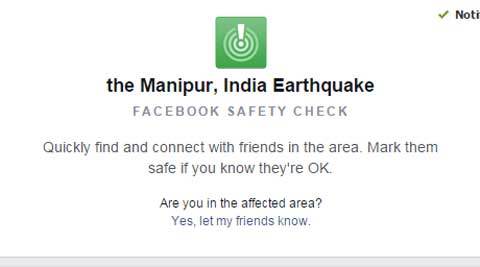 Noti
the Manipur, India Earthquake
FACEBOOK SAFETY CHECK
Quickly find and connect with friends in the area. Mark them
safe if you know they're OK.
Are you in the affected area?
Yes, let my friends know.